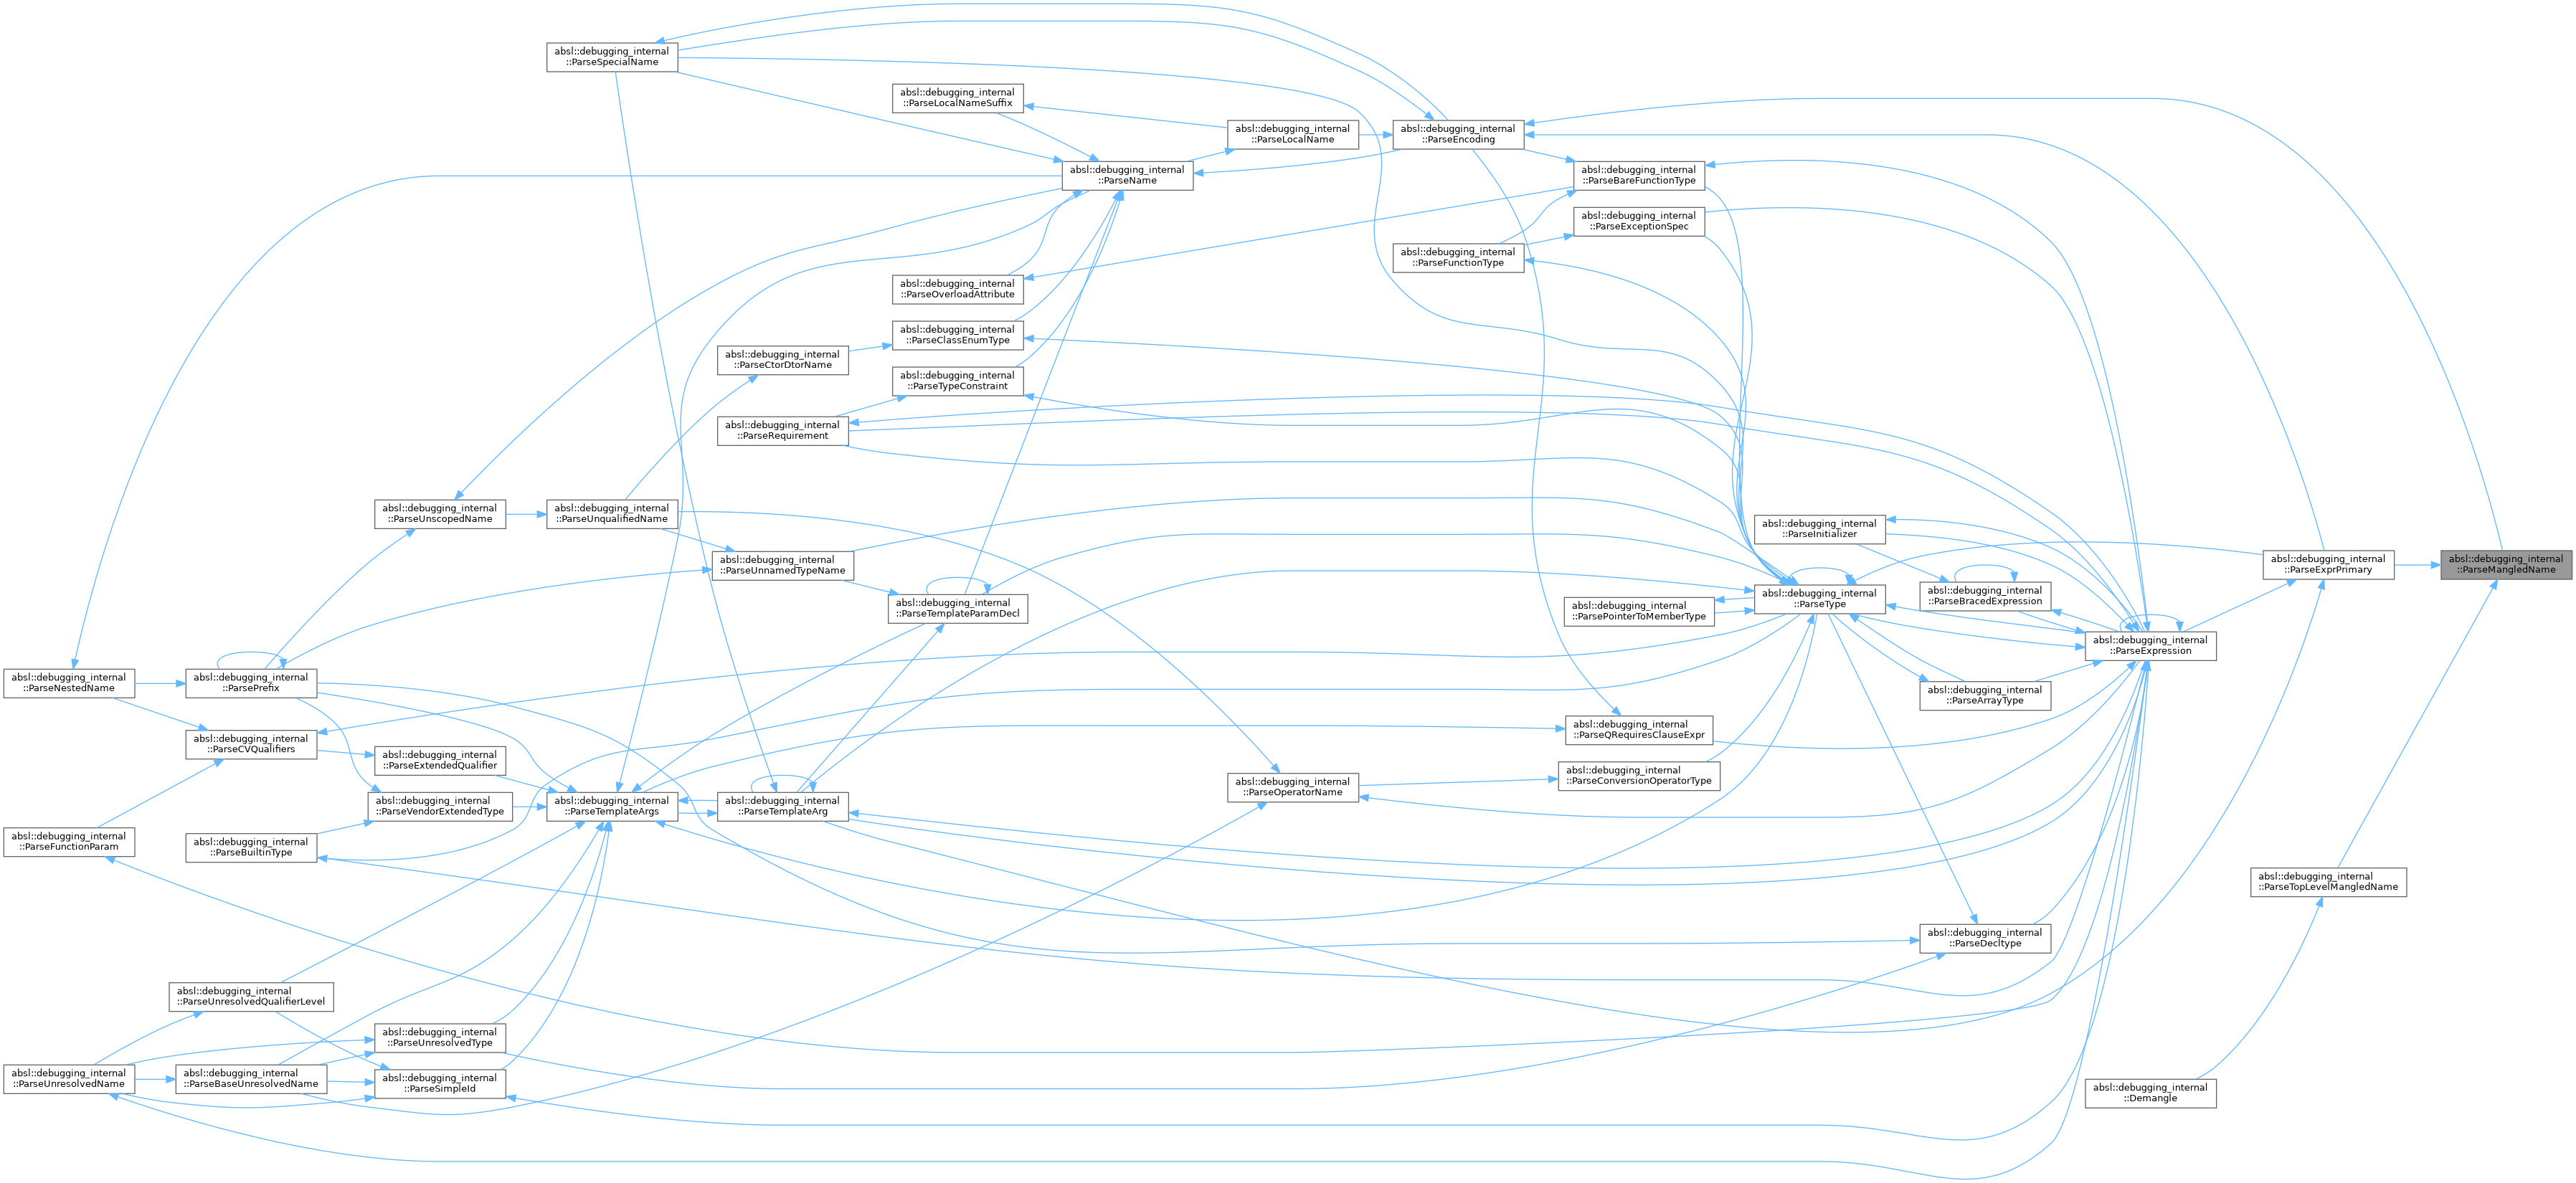 absl::debugging_internal
::ParseSpecialName
absl::debugging_internal
::ParseLocalNameSuffix
absl::debugging_internal
::ParseLocalName
absl::debugging_internal
::ParseEncoding
absl::debugging_internal
::ParseName
absl::debugging_internal
::ParseBareFunctionType
absl::debugging_internal
::ParseExceptionSpec
absl::debugging_internal
::ParseFunctionType
absl::debugging_internal
::ParseOverloadAttribute
absl::debugging_internal
::ParseClassEnumType
absl::debugging_internal
::ParseCtorDtorName
absl::debugging_internal
::ParseTypeConstraint
absl::debugging_internal
::ParseRequirement
absl::debugging_internal
::ParseUnscopedName
absl::debugging_internal
::ParseUnqualifiedName
absl::debugging_internal
::ParseInitializer
absl::debugging_internal
::ParseUnnamedTypeName
absl::debugging_internal
::ParseExprPrimary
absl::debugging_internal
::ParseMangledName
absl::debugging_internal
::ParseTemplateParamDecl
absl::debugging_internal
::ParsePointerToMemberType
absl::debugging_internal
::ParseType
absl::debugging_internal
::ParseBracedExpression
absl::debugging_internal
::ParseExpression
absl::debugging_internal
::ParseNestedName
absl::debugging_internal
::ParsePrefix
absl::debugging_internal
::ParseArrayType
absl::debugging_internal
::ParseCVQualifiers
absl::debugging_internal
::ParseQRequiresClauseExpr
absl::debugging_internal
::ParseExtendedQualifier
absl::debugging_internal
::ParseConversionOperatorType
absl::debugging_internal
::ParseOperatorName
absl::debugging_internal
::ParseVendorExtendedType
absl::debugging_internal
::ParseTemplateArgs
absl::debugging_internal
::ParseTemplateArg
absl::debugging_internal
::ParseFunctionParam
absl::debugging_internal
::ParseBuiltinType
absl::debugging_internal
::ParseTopLevelMangledName
absl::debugging_internal
::ParseDecltype
absl::debugging_internal
::ParseUnresolvedQualifierLevel
absl::debugging_internal
::ParseUnresolvedType
absl::debugging_internal
::ParseUnresolvedName
absl::debugging_internal
::ParseBaseUnresolvedName
absl::debugging_internal
::ParseSimpleId
absl::debugging_internal
::Demangle